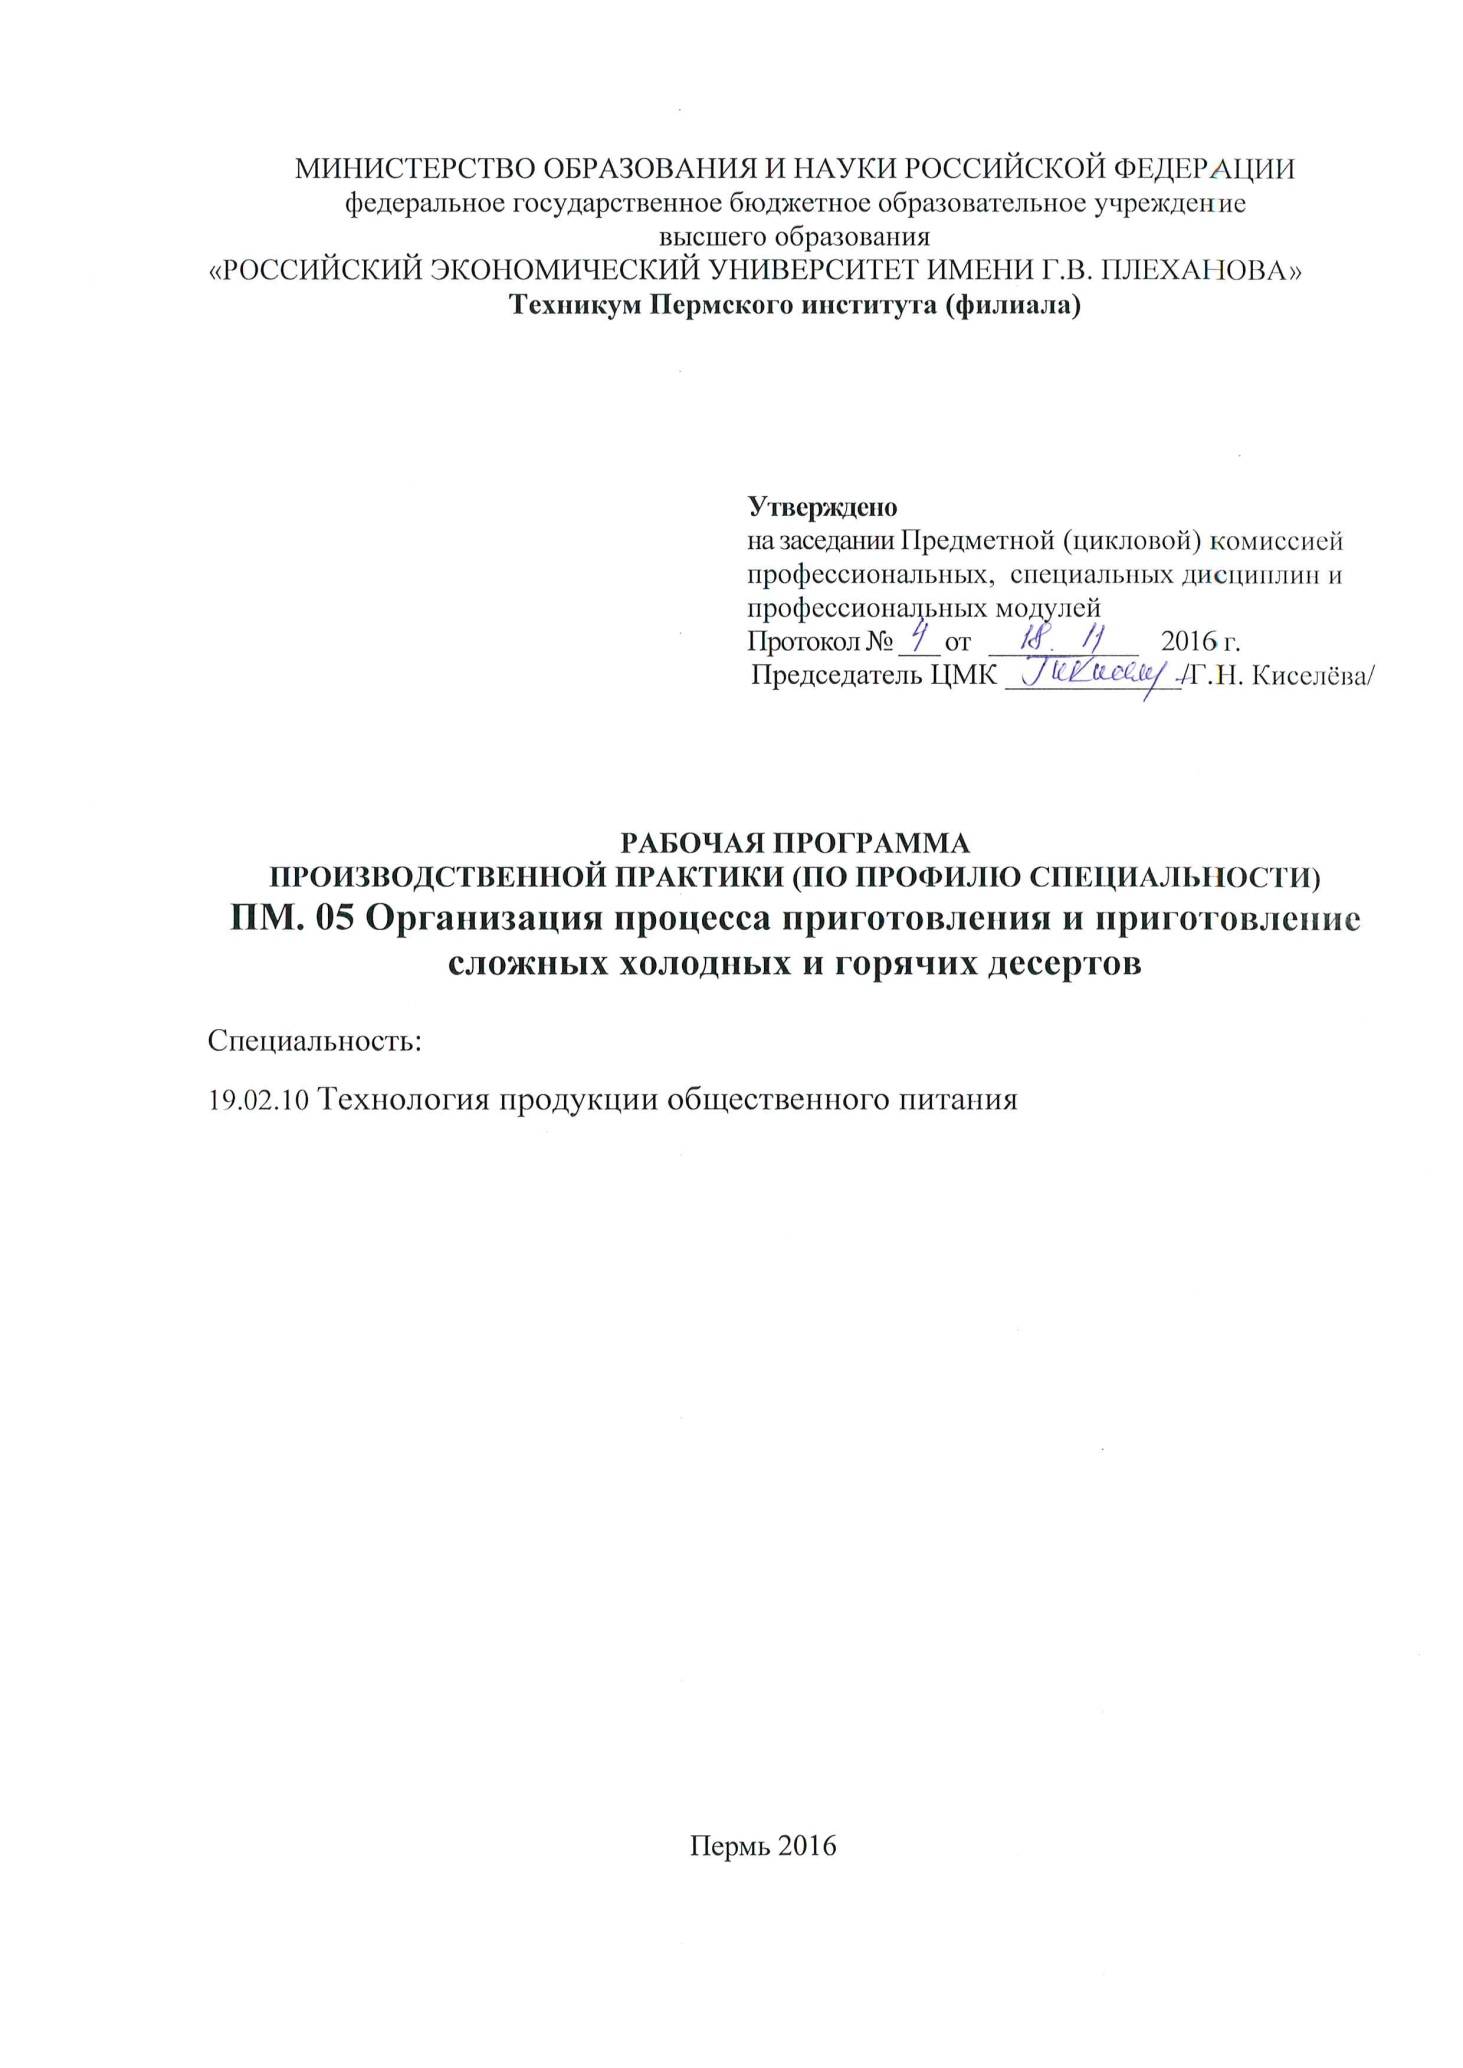 МИНИСТЕРСТВО ОБРАЗОВАНИЯ И НАУКИ РОССИЙСКОЙ ФЕДЕРАЦИИ
федеральное государственное бюджетное образовательное учреждение
высшего образования
«РОССИЙСКИЙ ЭКОНОМИЧЕСКИЙ УНИВЕРСИТЕТ ИМЕНИ Г.В. ПЛЕХАНОВА»
Техникум Пермского института (филиала)
Утверждено
на заседании Предметной (цикловой) комиссией
профессиональных, специальных дисциплин и
профессиональных модулей
Протокол № 4 от 18. 11 2016 г.
Председатель ЦМК /Г.Н. Киселёва/
РАБОЧАЯ ПРОГРАММА
ПРОИЗВОДСТВЕННОЙ ПРАКТИКИ (ПО ПРОФИЛЮ СПЕЦИАЛЬНОСТИ)
ПМ. 05 Организация процесса приготовления и приготовление
сложных холодных и горячих десертов
Специальность:
19.02.10 Технология продукции общественного питания
Пермь 2016